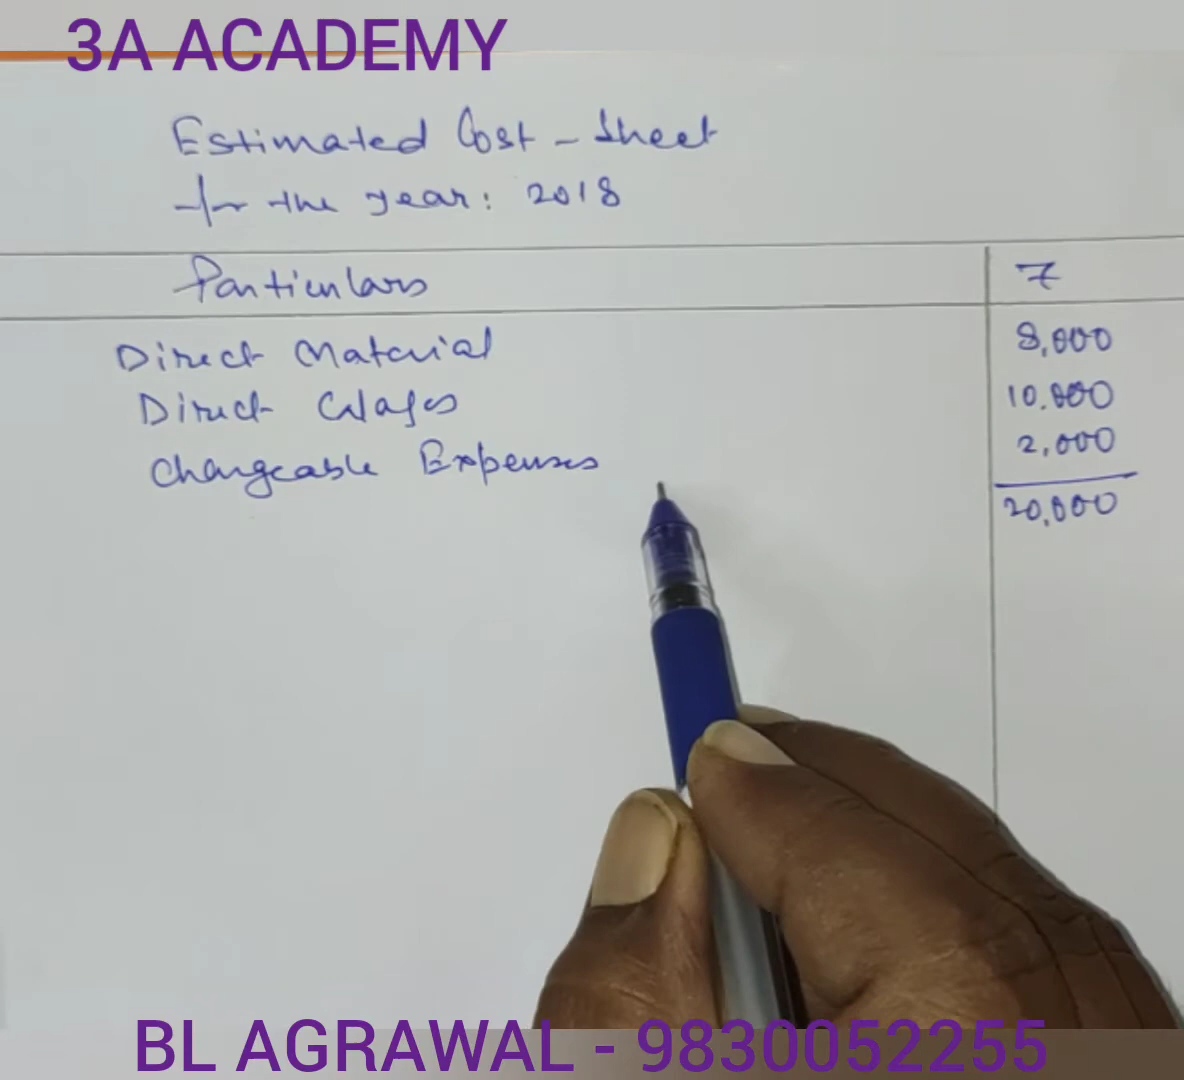 3A ACADEMY
Estimated Cost - Sheet
for the year: 2018
Particulars ₹
Direct Material 8,000
Direct Wages 10,000
Chargeable Expenses 2,000
20,000
BL AGRAWAL - 9830052255